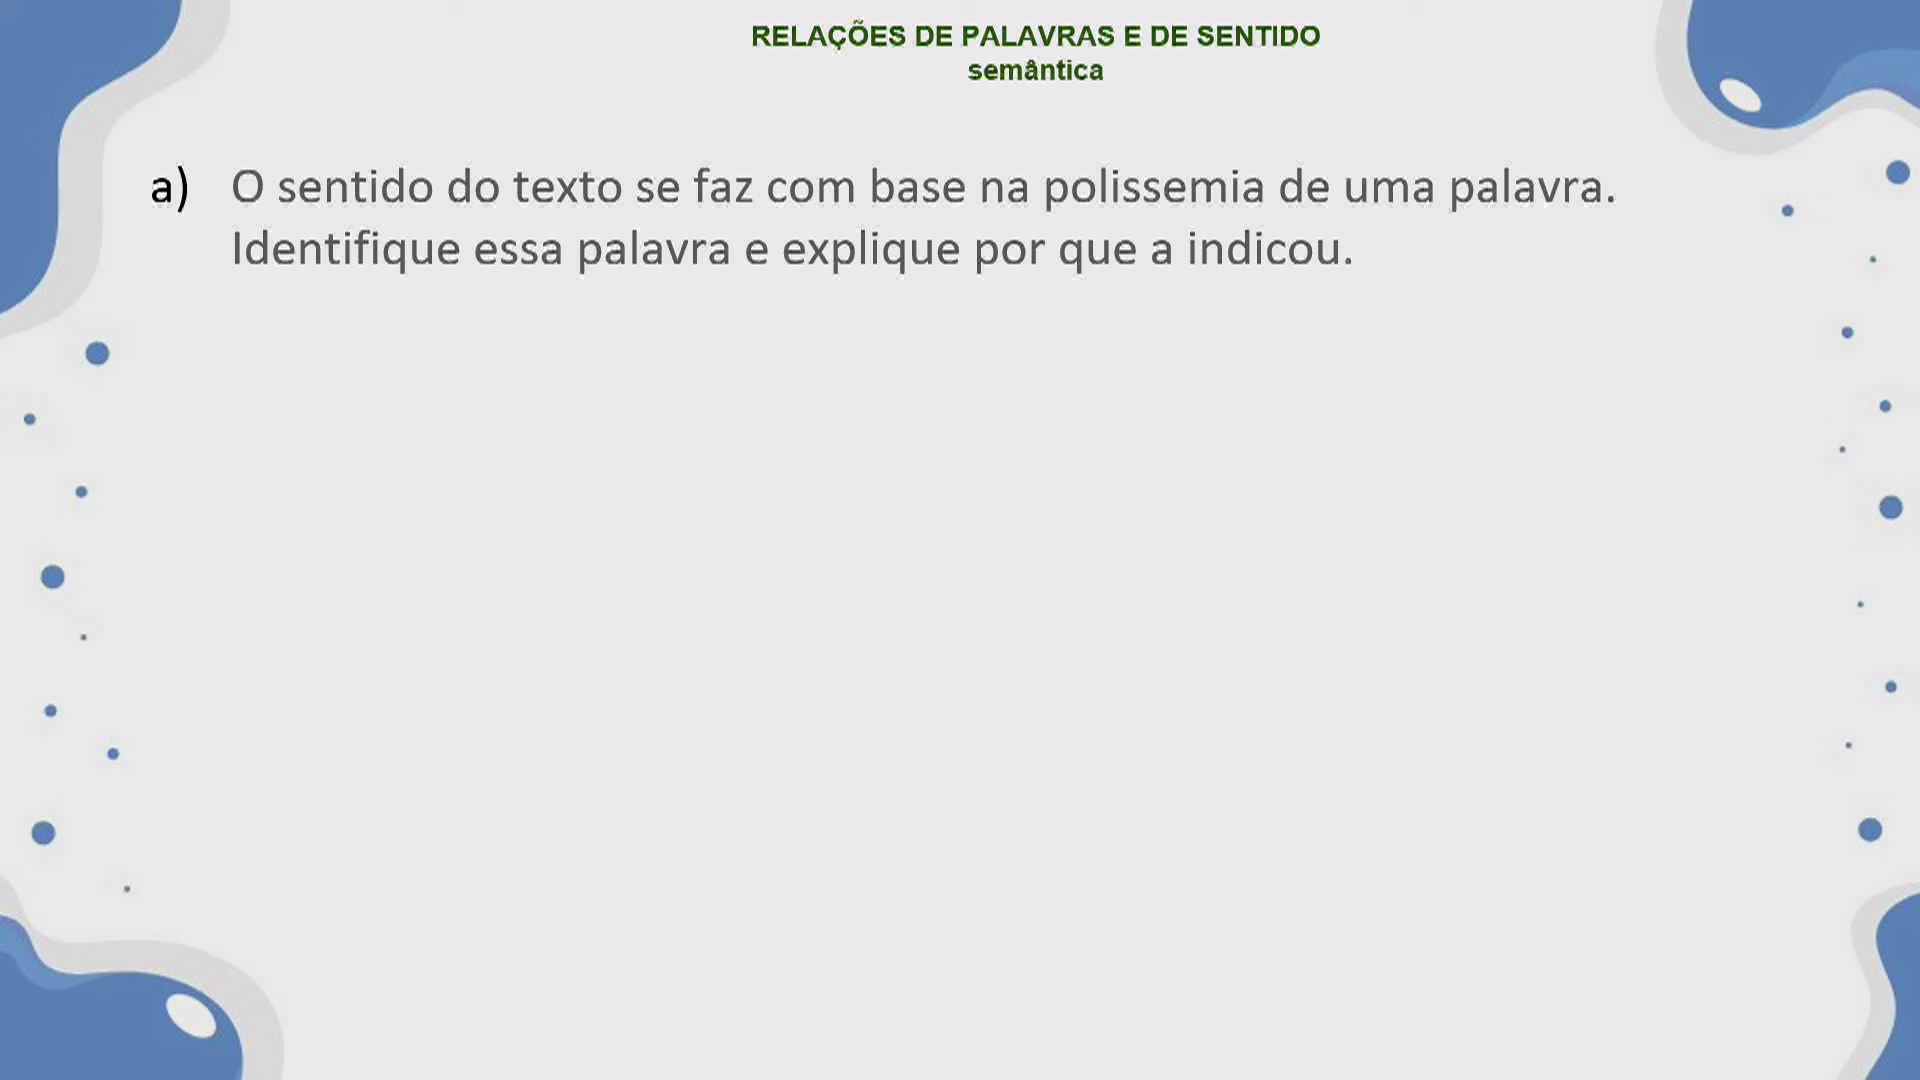 RELAÇÕES DE PALAVRAS E DE SENTIDO
semântica
a) O sentido do texto se faz com base na polissemia de uma palavra.
Identifique essa palavra e explique por que a indicou.